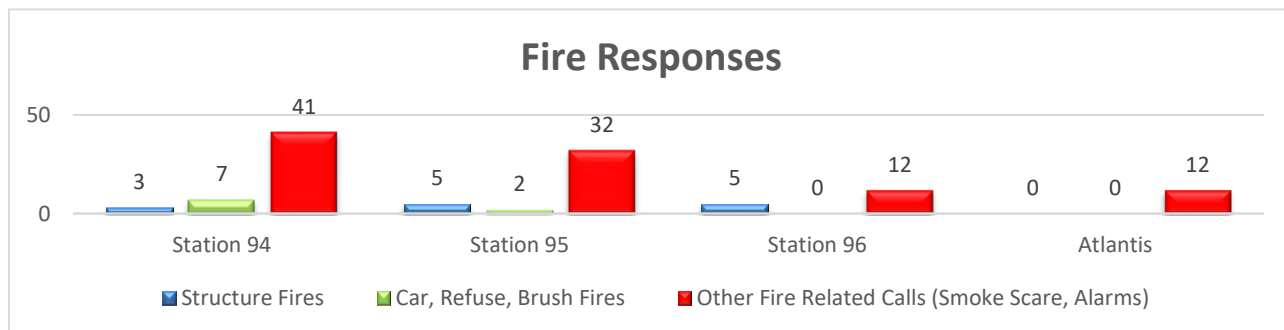 Fire Responses
50
41
32
3
7
5
2
5
0
12
0
0
12
0
Station 94
Station 95
Station 96
Atlantis
Structure Fires
Car, Refuse, Brush Fires
Other Fire Related Calls (Smoke Scare, Alarms)